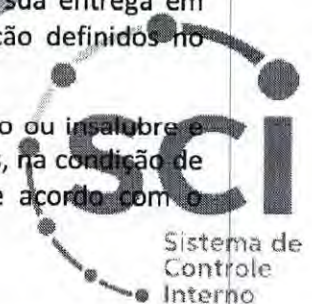 sua entrega em
ção definidos no
o ou insalubre e
s, na condição de
e acordo com o
sci
Sistema de
Controle
Interno